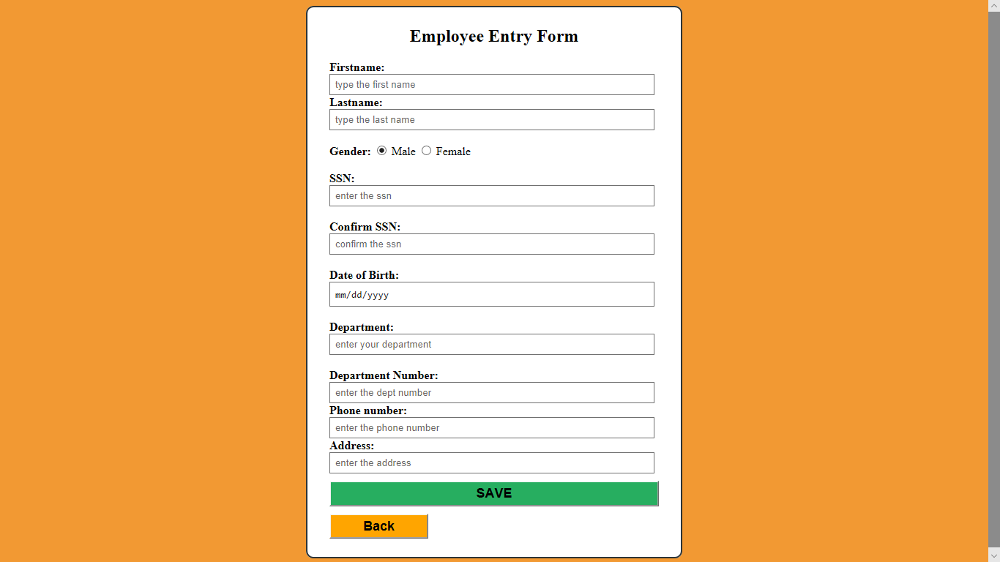 Employee Entry Form
Firstname:
type the first name
Lastname:
type the last name
Gender: Male Female
SSN:
enter the ssn
Confirm SSN:
confirm the ssn
Date of Birth:
mm/dd/yyyy
Department:
enter your department
Department Number:
enter the dept number
Phone number:
enter the phone number
Address:
enter the address
SAVE
Back